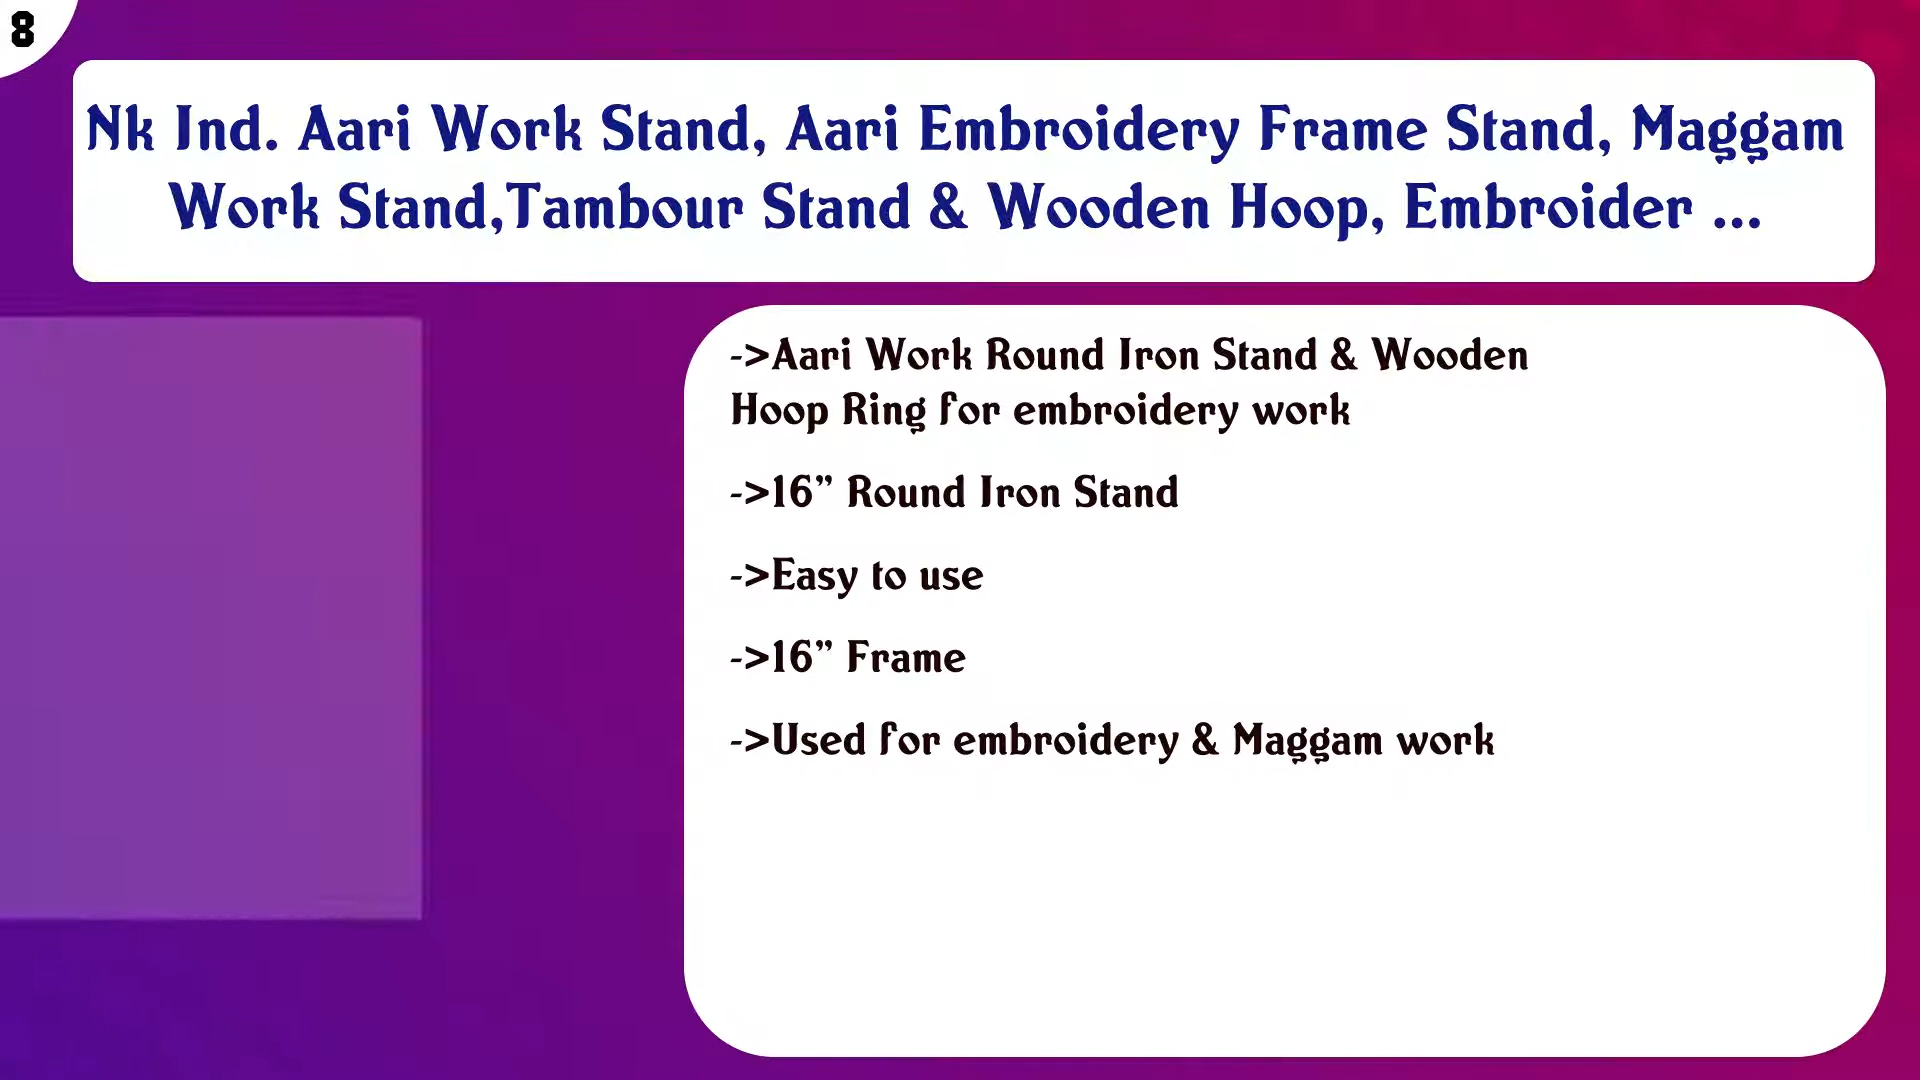 8
Nk Ind. Aari Work Stand, Aari Embroidery Frame Stand, Maggam
Work Stand,Tambour Stand & Wooden Hoop, Embroider ...
->Aari Work Round Iron Stand & Wooden
Hoop Ring for embroidery work
->16” Round Iron Stand
->Easy to use
->16” Frame
->Used for embroidery & Maggam work